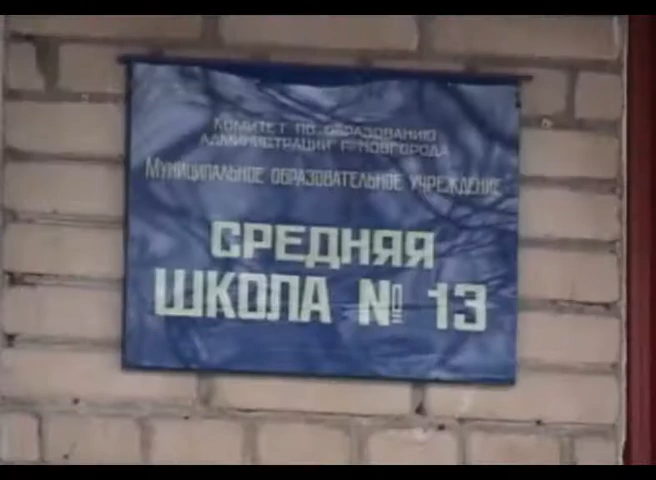 КОМИТЕТ ПО ОБРАЗОВАНИЮ
АДМИНИСТРАЦИИ Г. НОВГОРОДА
МУНИЦИПАЛЬНОЕ ОБРАЗОВАТЕЛЬНОЕ УЧРЕЖДЕНИЕ
СРЕДНЯЯ
ШКОЛА № 13